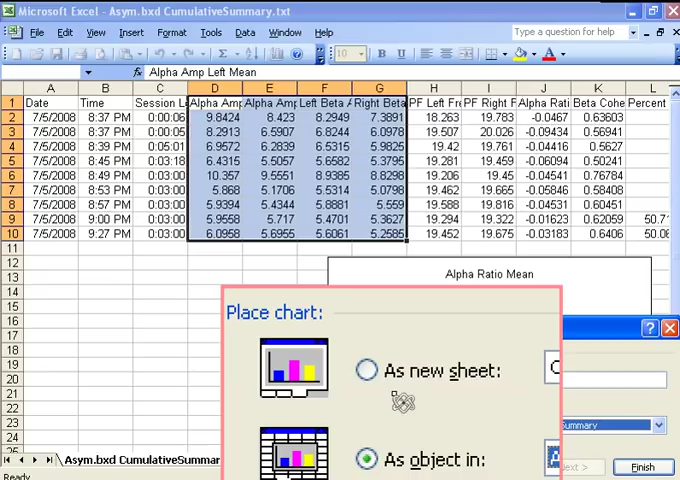 Microsoft Excel - Asym.bxd CumulativeSummary.txt
File Edit View Insert Format Tools Data Window Help Type a question for help
10 B U
Alpha Amp Left Mean
A B C D E F G H I J K L
1 Date Time Session Le Alpha Amp Alpha Amp Left Beta A Right Beta PF Left Fre PF Right F Alpha Ratio Beta Cohe Percent
2 7/5/2008 8:37 PM 0:00:06 9.8424 8.423 8.2949 7.3891 18.263 19.783 -0.0467 0.63603
3 7/5/2008 8:37 PM 0:00:05 8.2913 6.5907 6.8244 6.0978 18.507 20.026 -0.09434 0.56941
4 7/5/2008 8:39 PM 0:05:01 6.9572 6.2839 6.5315 5.9825 19.42 19.761 -0.04416 0.5627
5 7/5/2008 8:45 PM 0:03:18 6.4315 5.5057 5.6582 5.3795 19.281 19.459 -0.06094 0.50241
6 7/5/2008 8:49 PM 0:03:00 10.357 9.5551 8.9385 8.8298 19.206 19.45 -0.04541 0.76784
7 7/5/2008 8:53 PM 0:03:00 5.868 5.1706 5.5314 5.0798 19.462 19.665 -0.05846 0.58408
8 7/5/2008 8:57 PM 0:03:00 5.9394 5.4344 5.8881 5.559 19.588 19.816 -0.04531 0.60451
9 7/5/2008 9:00 PM 0:03:00 5.9558 5.717 5.4701 5.3627 19.294 19.322 -0.01623 0.62059 50.71
10 7/5/2008 9:27 PM 0:03:00 6.0958 5.6955 5.6061 5.2585 19.452 19.675 -0.03183 0.6406 50.06
11
12
13 Alpha Ratio Mean
14
15
16
17
18
19
20
21
22
23
24
Place chart:
As new sheet:
As object in:
Summary
Next > Finish
Asym.bxd CumulativeSummar
Ready